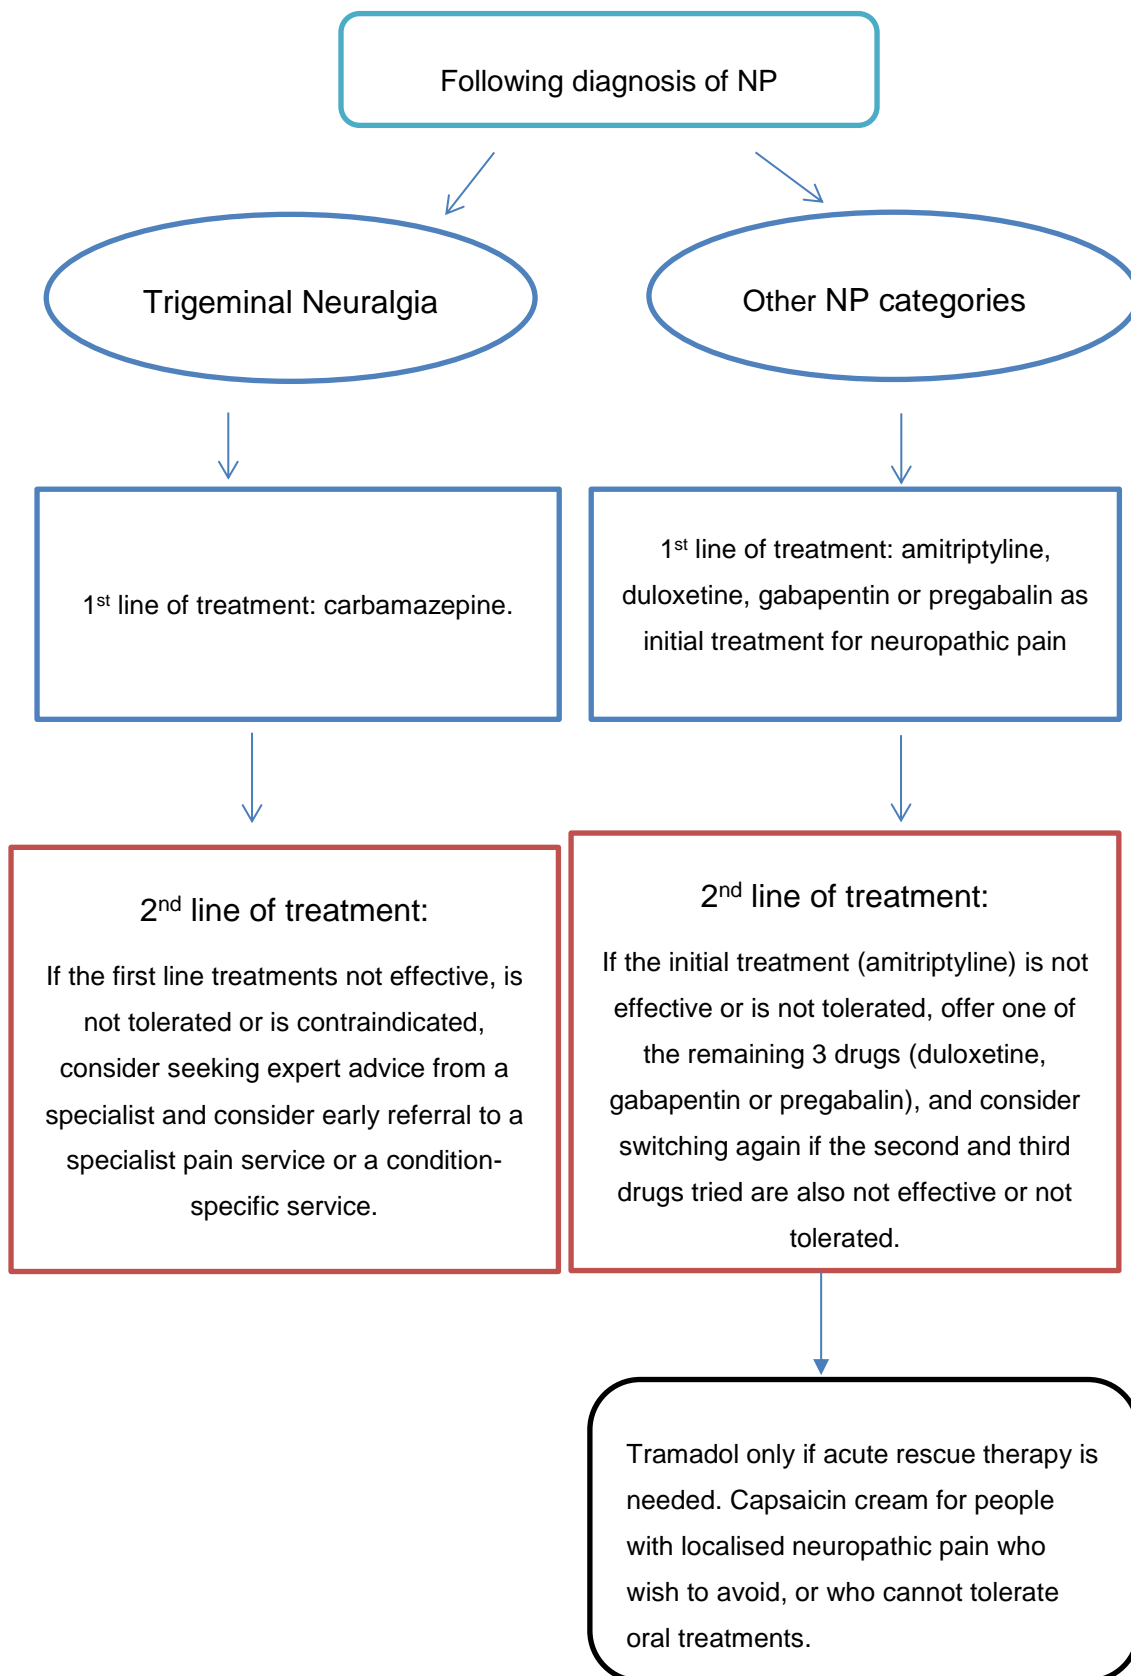 Following diagnosis of NP
Trigeminal Neuralgia
Other NP categories
1st line of treatment: carbamazepine.
1st line of treatment: amitriptyline,
duloxetine, gabapentin or pregabalin as
initial treatment for neuropathic pain
2nd line of treatment:
If the first line treatments not effective, is
not tolerated or is contraindicated,
consider seeking expert advice from a
specialist and consider early referral to a
specialist pain service or a condition-
specific service.
2nd line of treatment:
If the initial treatment (amitriptyline) is not
effective or is not tolerated, offer one of
the remaining 3 drugs (duloxetine,
gabapentin or pregabalin), and consider
switching again if the second and third
drugs tried are also not effective or not
tolerated.
Tramadol only if acute rescue therapy is
needed. Capsaicin cream for people
with localised neuropathic pain who
wish to avoid, or who cannot tolerate
oral treatments.